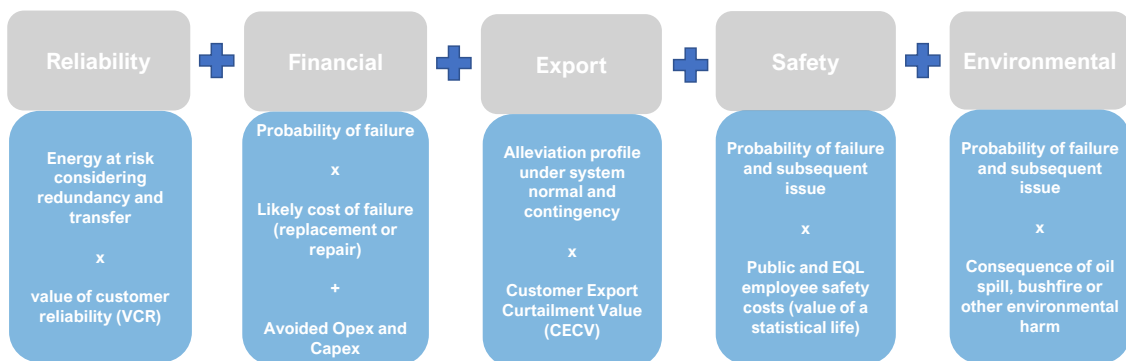 Reliability
Financial
Export
Safety
Environmental
Energy at risk
considering
redundancy and
transfer
x
value of customer
reliability (VCR)
Probability of failure
x
Likely cost of failure
(replacement or
repair)
+
Avoided Opex and
Capex
Alleviation profile
under system
normal and
contingency
x
Customer Export
Curtailment Value
(CECV)
Probability of failure
and subsequent
issue
x
Public and EQL
employee safety
costs (value of a
statistical life)
Probability of failure
and subsequent
issue
x
Consequence of oil
spill, bushfire or
other environmental
harm